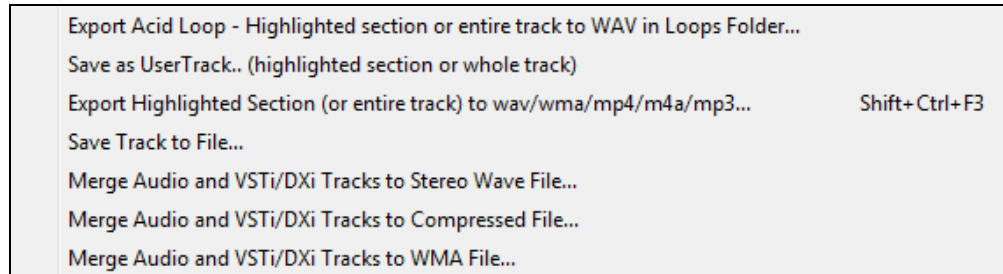 Export Acid Loop - Highlighted section or entire track to WAV in Loops Folder...
Save as UserTrack.. (highlighted section or whole track)
Export Highlighted Section (or entire track) to wav/wma/mp4/m4a/mp3... Shift+Ctrl+F3
Save Track to File...
Merge Audio and VSTi/DXi Tracks to Stereo Wave File...
Merge Audio and VSTi/DXi Tracks to Compressed File...
Merge Audio and VSTi/DXi Tracks to WMA File...